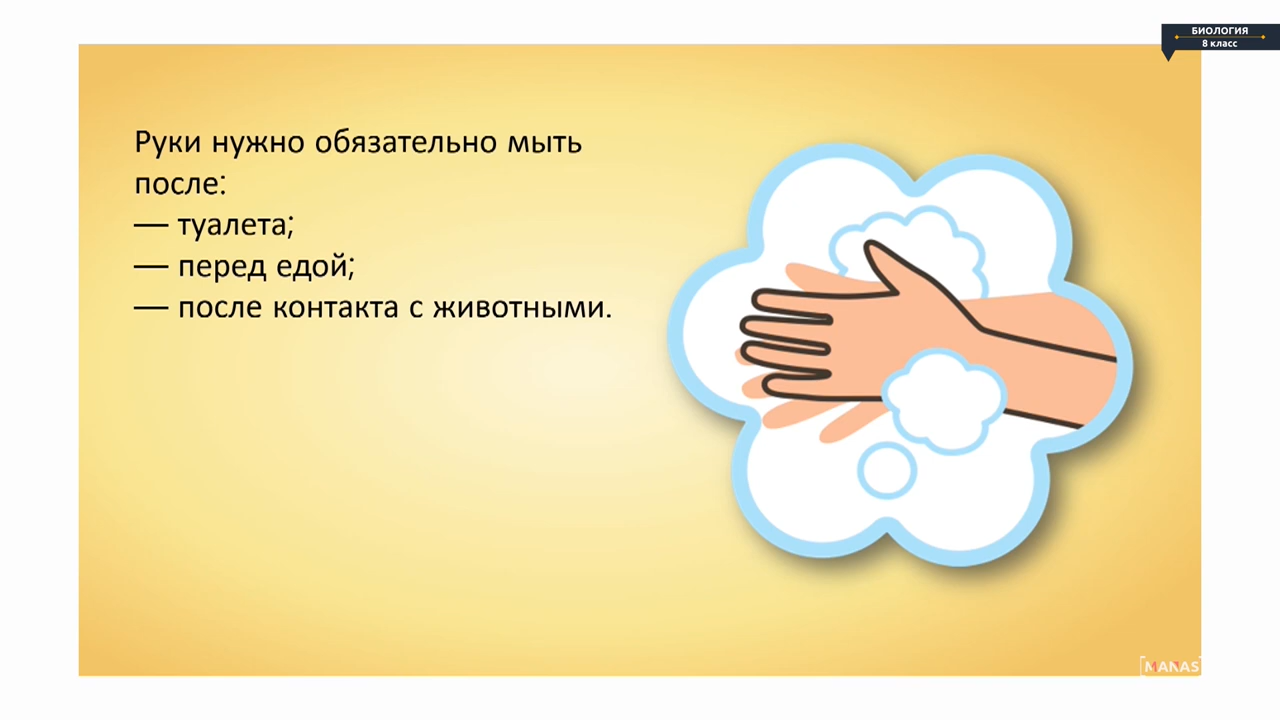 БИОЛОГИЯ
8 класс
Руки нужно обязательно мыть
после:
— туалета;
— перед едой;
— после контакта с животными.
MANAS